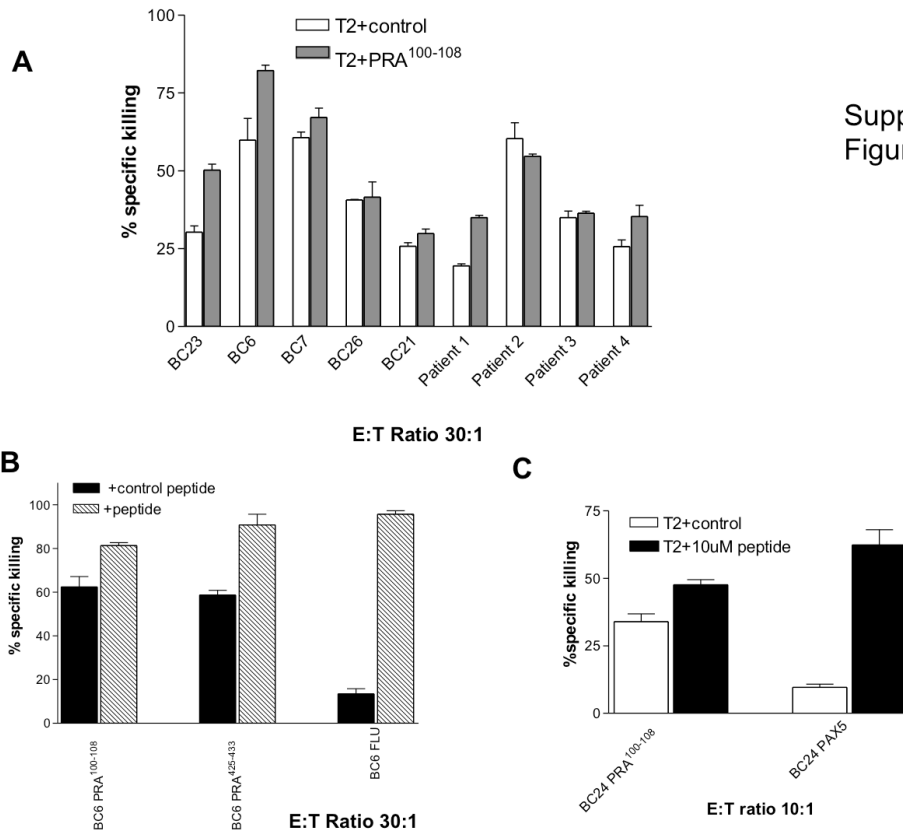 A
T2+control
T2+PRA100-108
% specific killing
100
75
50
25
0
BC23
BC6
BC7
BC26
BC21
Patient 1
Patient 2
Patient 3
Patient 4
E:T Ratio 30:1
Supp
Figur
B
+control peptide
+peptide
% specific killing
100
80
60
40
20
0
BC6 PRA100-108
BC6 PRA425-433
BC6 FLU
E:T Ratio 30:1
C
T2+control
T2+10uM peptide
%specific killing
75
50
25
0
BC24 PRA100-108
BC24 PAX5
E:T ratio 10:1